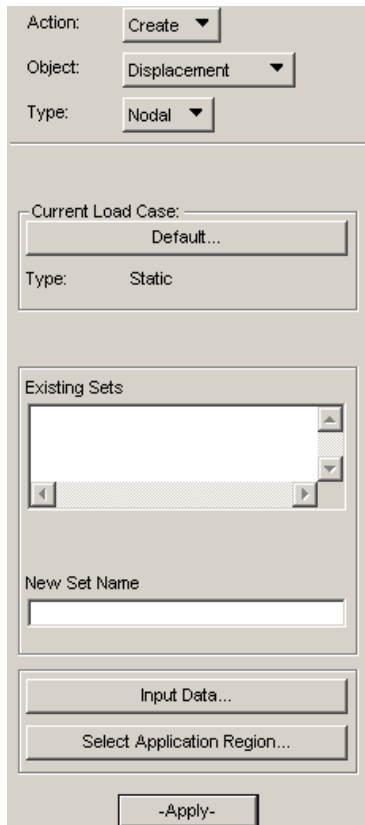 Action: Create
Object: Displacement
Type: Nodal
Current Load Case:
Default...
Type: Static
Existing Sets
New Set Name
Input Data...
Select Application Region...
-Apply-